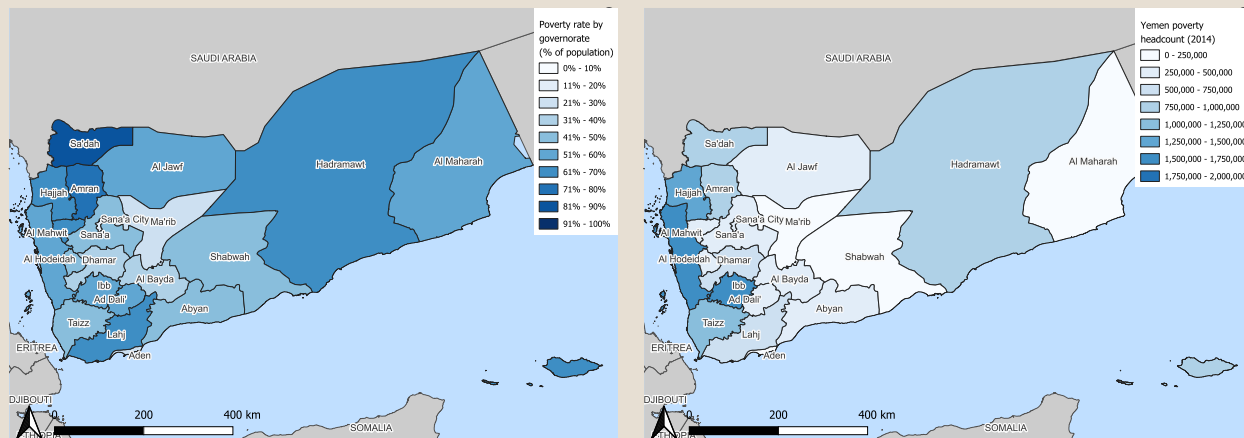 Poverty rate by
governorate
(% of population)
0% - 10%
11% - 20%
21% - 30%
31% - 40%
41% - 50%
51% - 60%
61% - 70%
71% - 80%
81% - 90%
91% - 100%
SAUDI ARABIA
Sa'dah
Al Jawf
Hadramawt
Al Maharah
Hajjah
Amran
Sana'a City
Ma'rib
Al Mahwit
Sana'a
Al Hodeidah
Dhamar
Shabwah
Al Bayda
Ibb
Ad Dali'
Abyan
Taizz
Lahj
ERITREA
Aden
DJIBOUTI
0 200 400 km
SOMALIA
Yemen poverty
headcount (2014)
0 - 250,000
250,000 - 500,000
500,000 - 750,000
750,000 - 1,000,000
1,000,000 - 1,250,000
1,250,000 - 1,500,
1,500,000 - 1,750,
1,750,000 - 2,000,000
SAUDI ARABIA
Sa'dah
Al Jawf
Hadramawt
Al Maharah
Hajjah
Amran
Sana'a City
Ma'rib
Al Mahwit
Sana'a
Al Hodeidah
Dhamar
Shabwah
Al Bayda
Ibb
Ad Dali'
Abyan
Taizz
Lahj
ERITREA
Aden
DJIBOUTI
0 200 400 km
SOMALIA